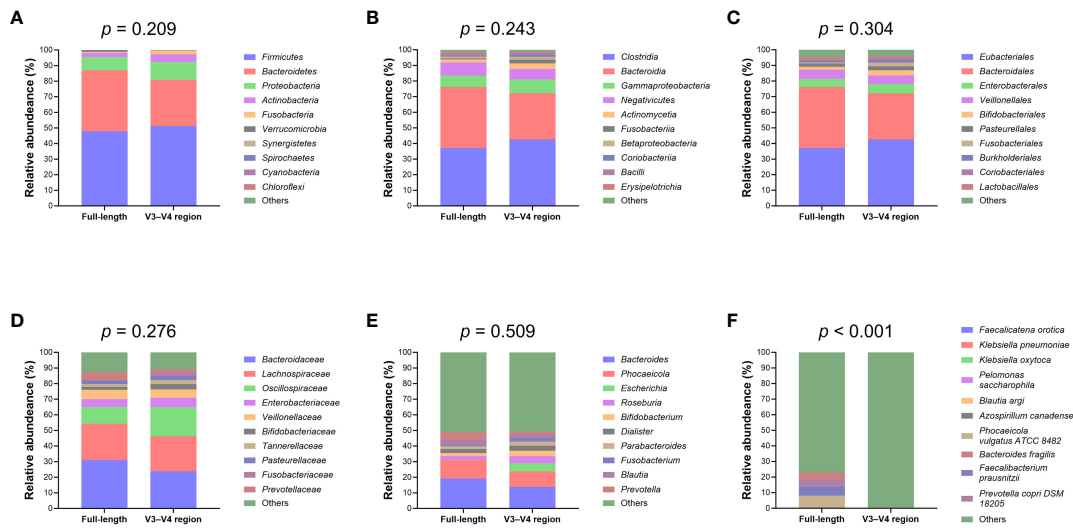 A
p = 0.209
Relative abundeance (%)
100
90
80
70
60
50
40
30
20
10
0
Full-length
V3–V4 region
Firmicutes
Bacteroidetes
Proteobacteria
Actinobacteria
Fusobacteria
Verrucomicrobia
Synergistetes
Spirochaetes
Cyanobacteria
Chloroflexi
Others
B
p = 0.243
Relative abundeance (%)
100
90
80
70
60
50
40
30
20
10
0
Full-length
V3–V4 region
Clostridia
Bacteroidia
Gammaproteobacteria
Negativicutes
Actinomycetia
Fusobacteriia
Betaproteobacteria
Coriobacteriia
Bacilli
Erysipelotrichia
Others
C
p = 0.304
Relative abundeance (%)
100
90
80
70
60
50
40
30
20
10
0
Full-length
V3–V4 region
Eubacteriales
Bacteroidales
Enterobacterales
Veillonellales
Bifidobacteriales
Pasteurellales
Fusobacteriales
Burkholderiales
Coriobacteriales
Lactobacillales
Others
D
p = 0.276
Relative abundeance (%)
100
90
80
70
60
50
40
30
20
10
0
Full-length
V3–V4 region
Bacteroidaceae
Lachnospiraceae
Oscillospiraceae
Enterobacteriaceae
Veillonellaceae
Bifidobacteriaceae
Tannerellaceae
Pasteurellaceae
Fusobacteriaceae
Prevotellaceae
Others
E
p = 0.509
Relative abundeance (%)
100
90
80
70
60
50
40
30
20
10
0
Full-length
V3–V4 region
Bacteroides
Phocaeicola
Escherichia
Roseburia
Bifidobacterium
Dialister
Parabacteroides
Fusobacterium
Blautia
Prevotella
Others
F
p < 0.001
Relative abundeance (%)
100
90
80
70
60
50
40
30
20
10
0
Full-length
V3–V4 region
Faecalicatena orotica
Klebsiella pneumoniae
Klebsiella oxytoca
Pelomonas
saccharophila
Blautia argi
Azospirillum canadense
Phocaeicola
vulgatus ATCC 8482
Bacteroides fragilis
Faecalibacterium
prausnitzii
Prevotella copri DSM
18205
Others